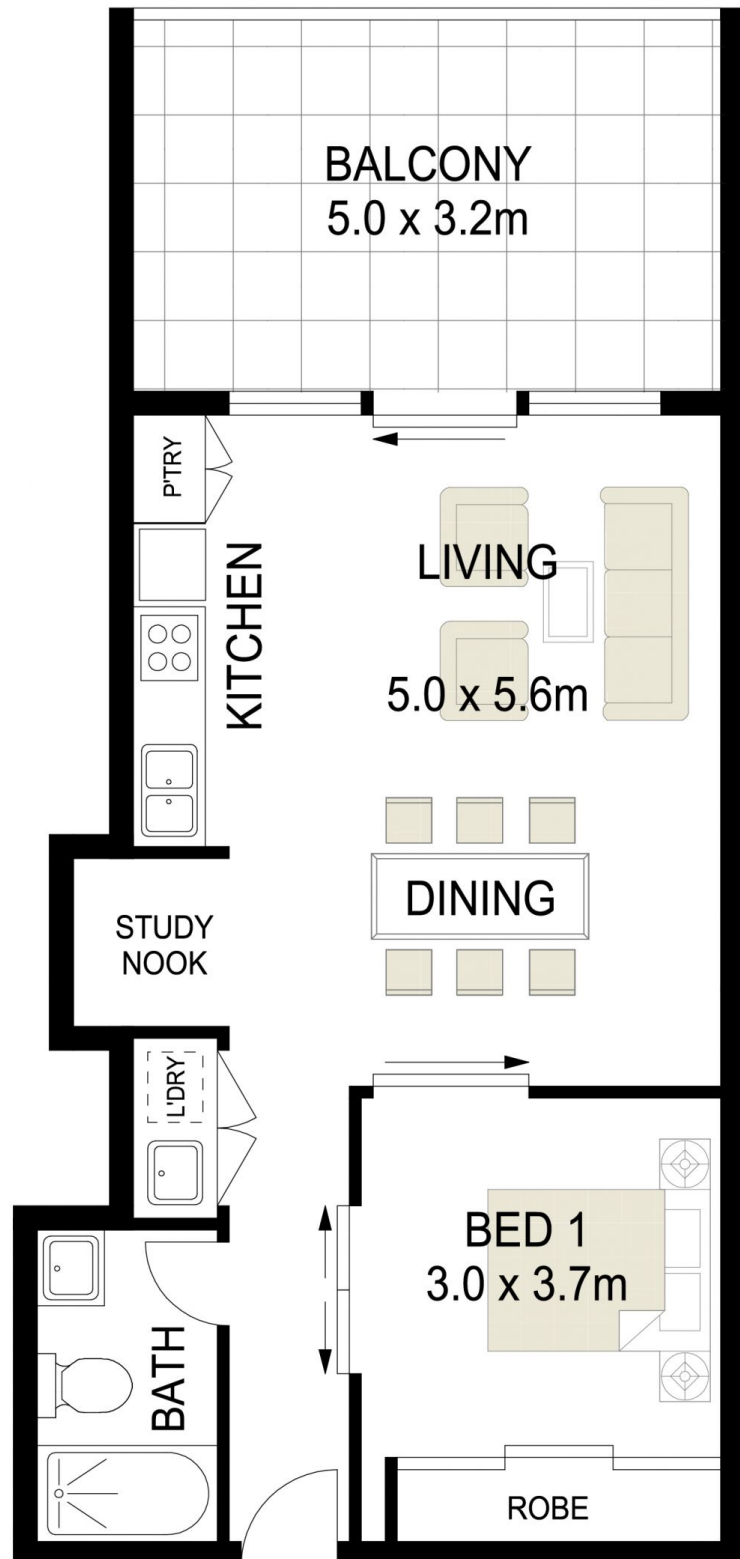 BALCONY
5.0 x 3.2m
P'TRY
KITCHEN
LIVING
5.0 x 5.6m
DINING
STUDY
NOOK
L'DRY
BED 1
3.0 x 3.7m
BATH
ROBE